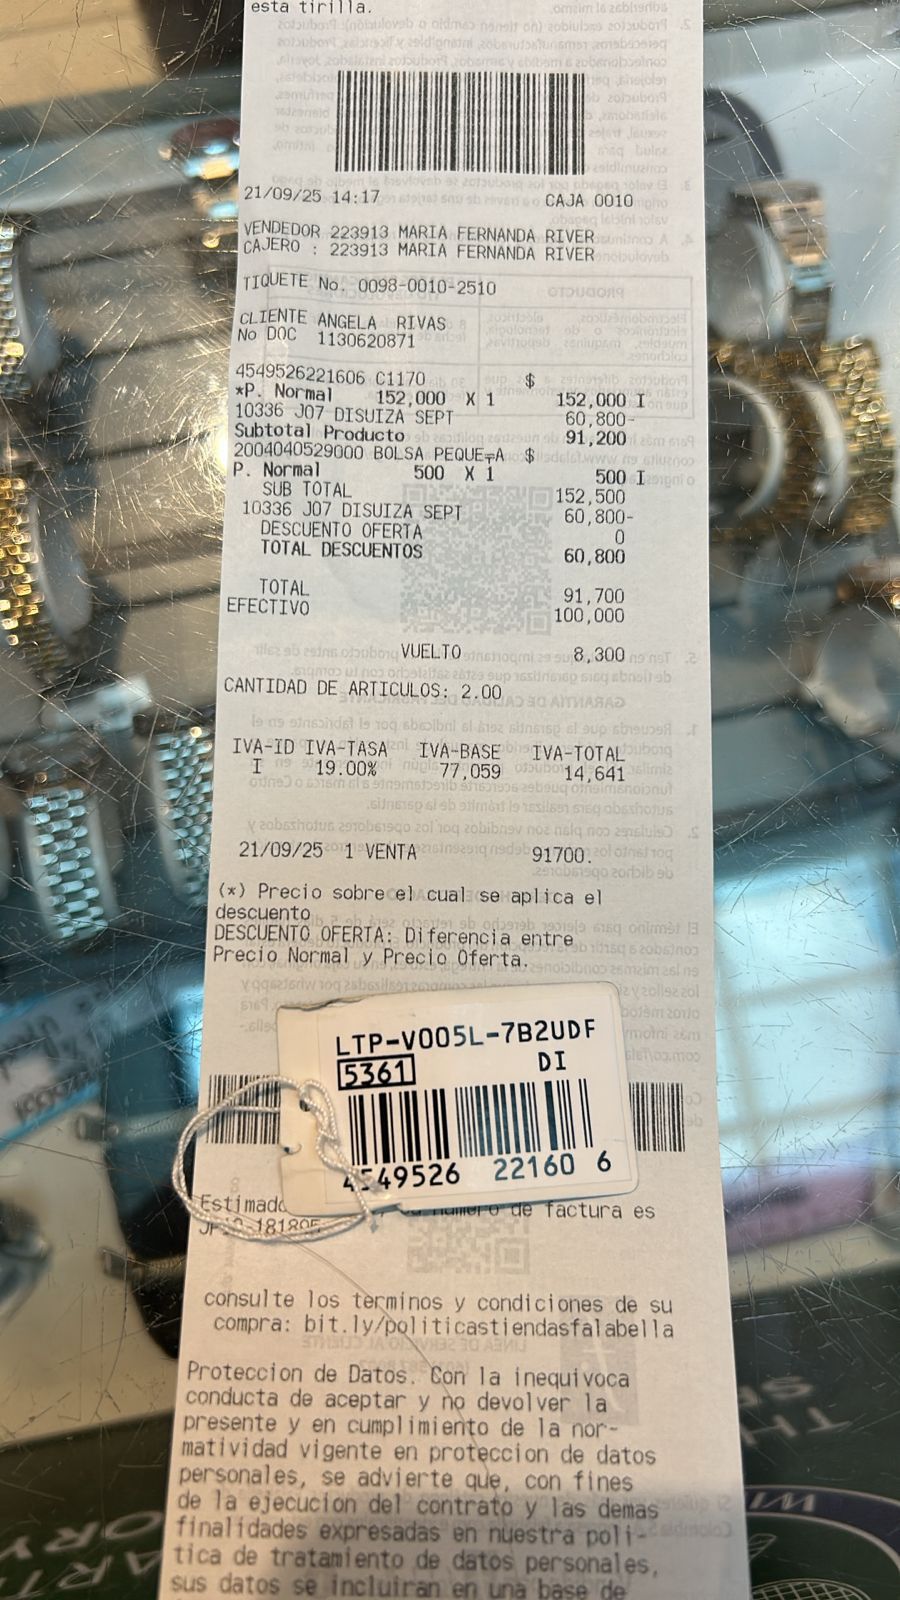 esta tirilla.
21/09/25 14:17 CAJA 0010
VENDEDOR 223913 MARIA FERNANDA RIVER
CAJERO : 223913 MARIA FERNANDA RIVER
TIQUETE No. 0098-0010-2510
CLIENTE ANGELA RIVAS
No DOC 1130620871
4549526221606 C1170 $
*P. Normal 152,000 X 1 152,000 I
10336 J07 DISUIZA SEPT 60,800-
Subtotal Producto 91,200
2004040529000 BOLSA PEQUE╤A $
P. Normal 500 X 1 500 I
SUB TOTAL 152,500
10336 J07 DISUIZA SEPT 60,800-
DESCUENTO OFERTA 0
TOTAL DESCUENTOS 60,800
TOTAL 91,700
EFECTIVO 100,000
VUELTO 8,300
CANTIDAD DE ARTICULOS: 2.00
IVA-ID IVA-TASA IVA-BASE IVA-TOTAL
I 19.00% 77,059 14,641
21/09/25 1 VENTA 91700.
(*) Precio sobre el cual se aplica el
descuento
DESCUENTO OFERTA: Diferencia entre
Precio Normal y Precio Oferta.
LTP-V005L-7B2UDF
5361 DI
4549526 22160 6
numero de factura es
consulte los terminos y condiciones de su
compra: bit.ly/politicastiendasfalabella
Proteccion de Datos. Con la inequivoca
conducta de aceptar y no devolver la
presente y en cumplimiento de la nor-
matividad vigente en proteccion de datos
personales, se advierte que, con fines
de la ejecucion del contrato y las demas
finalidades expresadas en nuestra poli-
tica de tratamiento de datos personales,
sus datos se incluiran en una base de